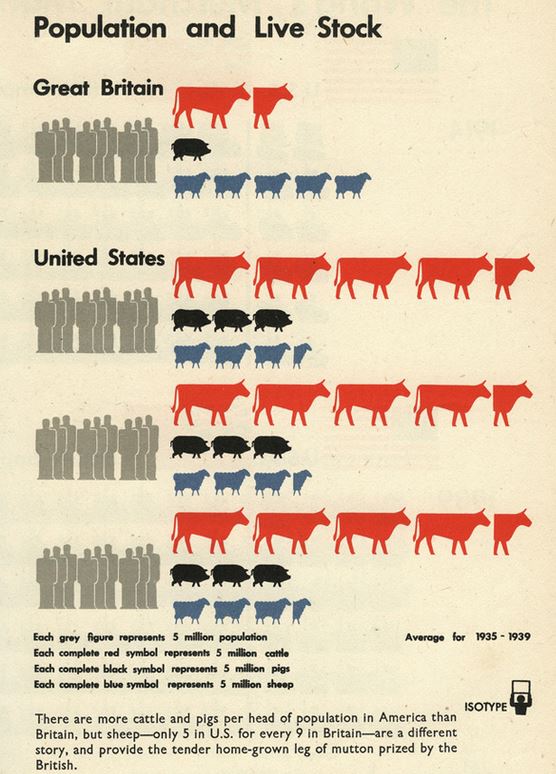 Population and Live Stock
Great Britain
United States
Each grey figure represents 5 million population
Average for 1935 - 1939
Each complete red symbol represents 5 million cattle
Each complete black symbol represents 5 million pigs
Each complete blue symbol represents 5 million sheep
ISOTYPE
There are more cattle and pigs per head of population in America than
Britain, but sheep—only 5 in U.S. for every 9 in Britain—are a different
story, and provide the tender home-grown leg of mutton prized by the
British.